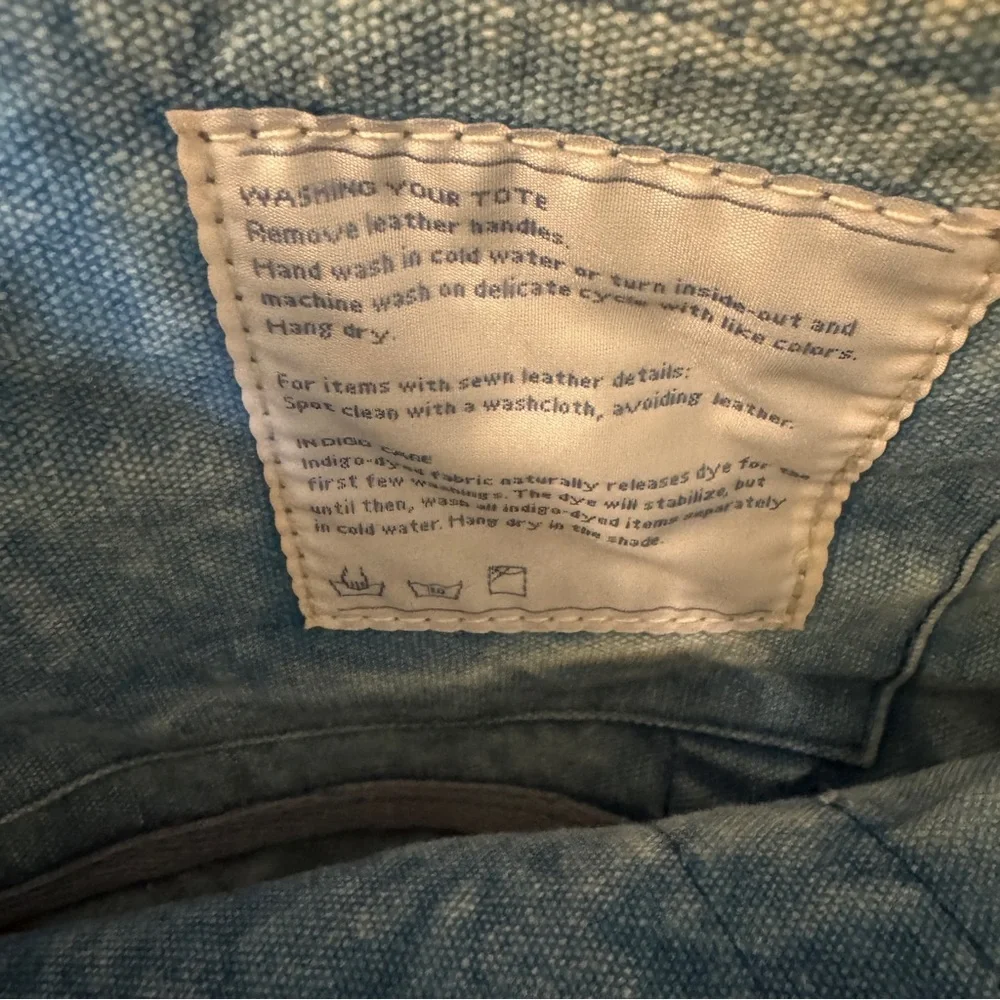 WASHING YOUR TOTE
Remove leather handles.
Hand wash in cold water or turn inside-out and
machine wash on delicate cycle with like colors.
Hang dry.
For items with sewn leather details:
Spot clean with a washcloth, avoiding leather.
INDIGO CARE
Indigo-dyed fabric naturally releases dye for the
first few washings. The dye will stabilize, but
until then, wash all indigo-dyed items separately
in cold water. Hang dry in the shade.